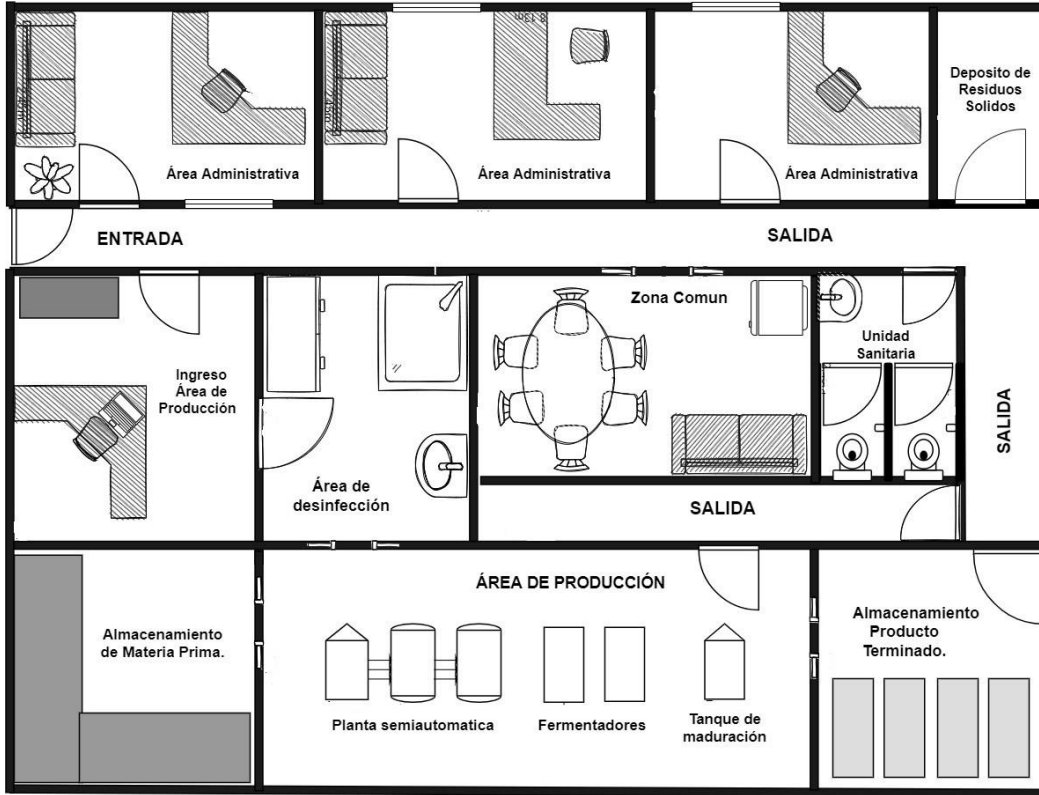 8.13m
Deposito de
Residuos
Solidos
Área Administrativa
Área Administrativa
Área Administrativa
ENTRADA
SALIDA
Zona Comun
Unidad
Sanitaria
Ingreso
Área de
Producción
SALIDA
Área de
desinfección
SALIDA
ÁREA DE PRODUCCIÓN
Almacenamiento
de Materia Prima.
Almacenamiento
Producto
Terminado.
Planta semiautomatica
Fermentadores
Tanque de
maduración